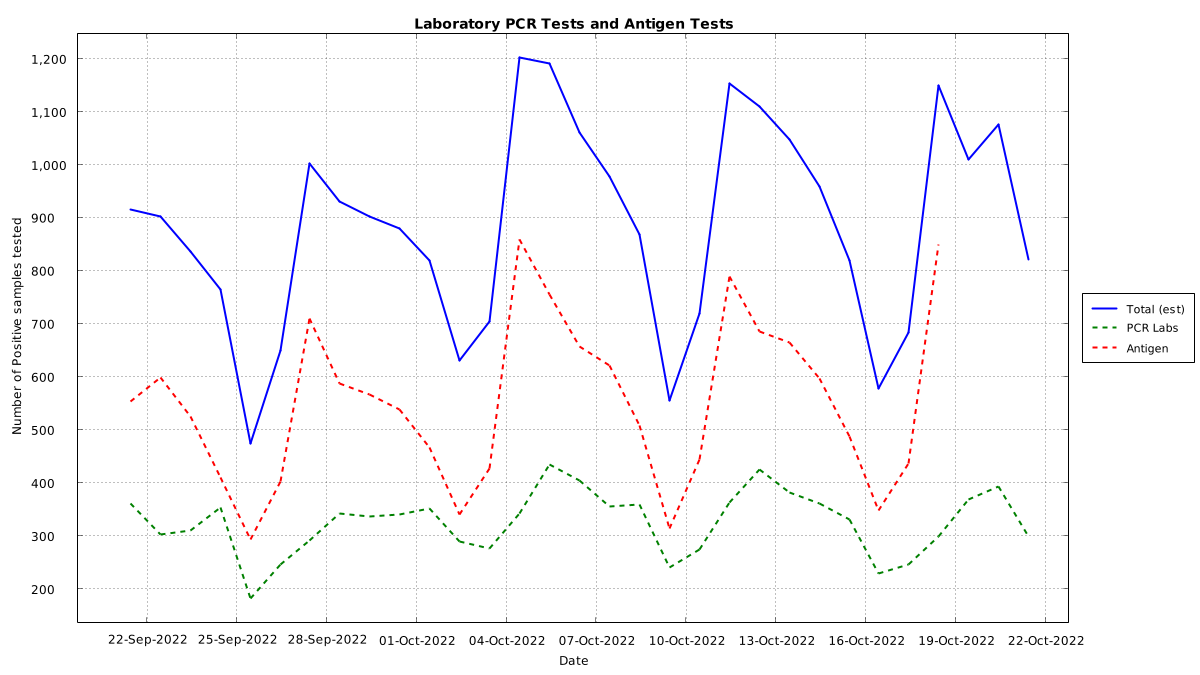 Laboratory PCR Tests and Antigen Tests
1,200
1,100
1,000
900
800
700
600
500
400
300
200
Number of Positive samples tested
22-Sep-2022 25-Sep-2022 28-Sep-2022 01-Oct-2022 04-Oct-2022 07-Oct-2022 10-Oct-2022 13-Oct-2022 16-Oct-2022 19-Oct-2022 22-Oct-2022
Date
Total (est)
PCR Labs
Antigen